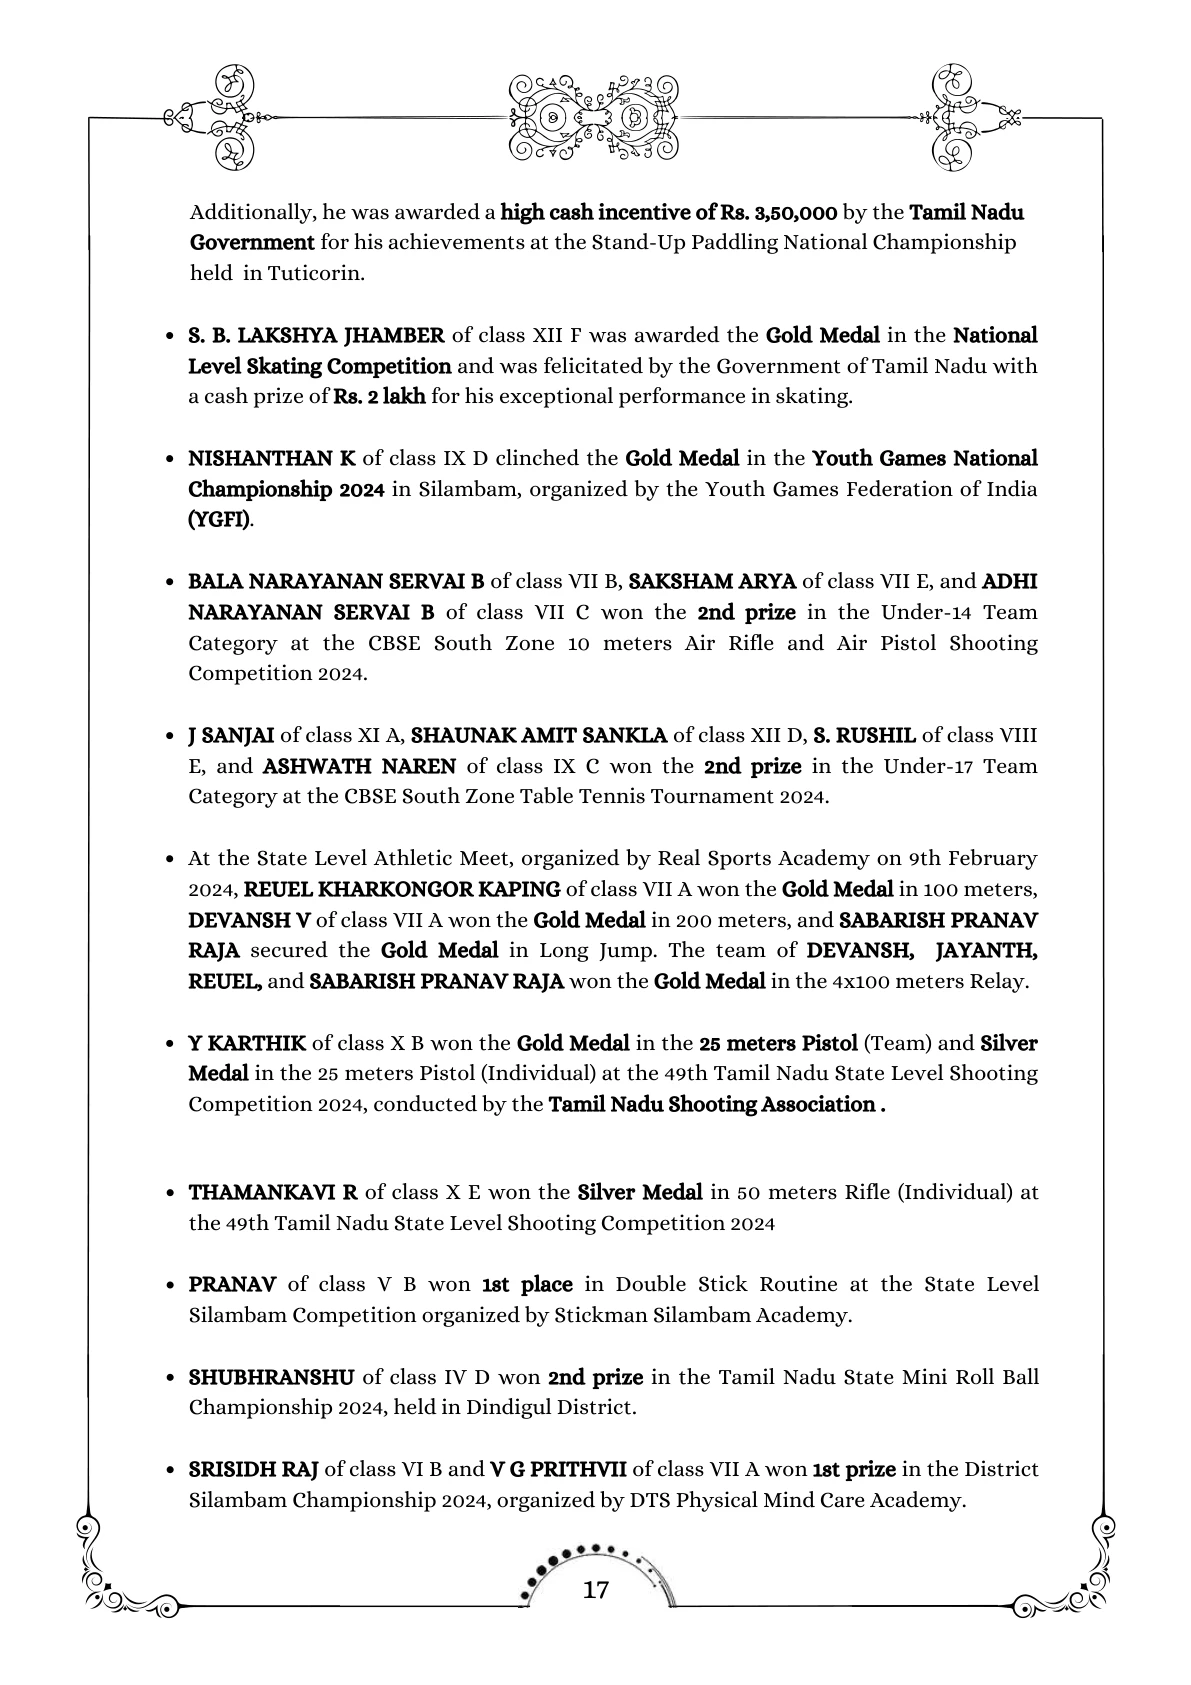 Additionally, he was awarded a high cash incentive of Rs. 3,50,000 by the Tamil Nadu
Government for his achievements at the Stand-Up Paddling National Championship
held in Tuticorin.
• S. B. LAKSHYA JHAMBER of class XII F was awarded the Gold Medal in the National
Level Skating Competition and was felicitated by the Government of Tamil Nadu with
a cash prize of Rs. 2 lakh for his exceptional performance in skating.
• NISHANTHAN K of class IX D clinched the Gold Medal in the Youth Games National
Championship 2024 in Silambam, organized by the Youth Games Federation of India
(YGFI).
• BALA NARAYANAN SERVAI B of class VII B, SAKSHAM ARYA of class VII E, and ADHI
NARAYANAN SERVAI B of class VII C won the 2nd prize in the Under-14 Team
Category at the CBSE South Zone 10 meters Air Rifle and Air Pistol Shooting
Competition 2024.
• J SANJAI of class XI A, SHAUNAK AMIT SANKLA of class XII D, S. RUSHIL of class VIII
E, and ASHWATH NAREN of class IX C won the 2nd prize in the Under-17 Team
Category at the CBSE South Zone Table Tennis Tournament 2024.
• At the State Level Athletic Meet, organized by Real Sports Academy on 9th February
2024, REUEL KHARKONGOR KAPING of class VII A won the Gold Medal in 100 meters,
DEVANSH V of class VII A won the Gold Medal in 200 meters, and SABARISH PRANAV
RAJA secured the Gold Medal in Long Jump. The team of DEVANSH, JAYANTH,
REUEL, and SABARISH PRANAV RAJA won the Gold Medal in the 4x100 meters Relay.
• Y KARTHIK of class X B won the Gold Medal in the 25 meters Pistol (Team) and Silver
Medal in the 25 meters Pistol (Individual) at the 49th Tamil Nadu State Level Shooting
Competition 2024, conducted by the Tamil Nadu Shooting Association .
• THAMANKAVI R of class X E won the Silver Medal in 50 meters Rifle (Individual) at
the 49th Tamil Nadu State Level Shooting Competition 2024
• PRANAV of class V B won 1st place in Double Stick Routine at the State Level
Silambam Competition organized by Stickman Silambam Academy.
• SHUBHRANSHU of class IV D won 2nd prize in the Tamil Nadu State Mini Roll Ball
Championship 2024, held in Dindigul District.
• SRISIDH RAJ of class VI B and V G PRITHVII of class VII A won 1st prize in the District
Silambam Championship 2024, organized by DTS Physical Mind Care Academy.
17